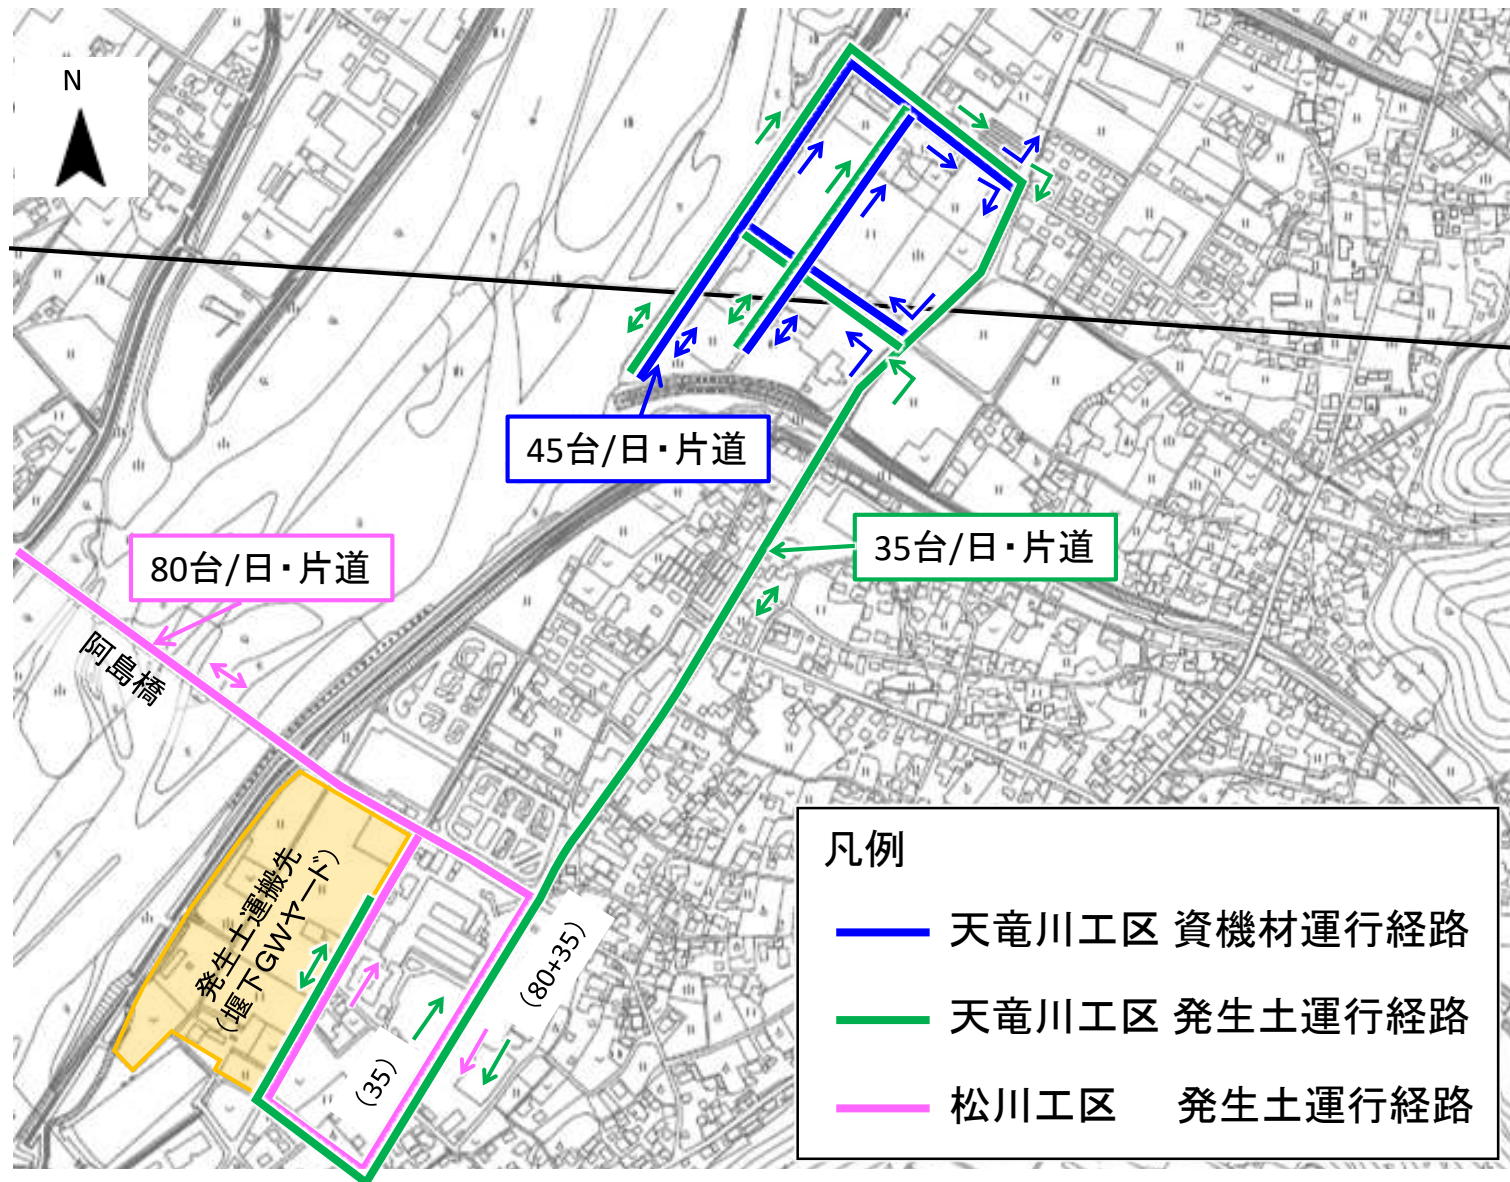 N
45台/日・片道
35台/日・片道
80台/日・片道
阿島橋
発生土運搬先
（堰下GWヤード）
（80+35）
（35）
凡例
天竜川工区 資機材運行経路
天竜川工区 発生土運行経路
松川工区 発生土運行経路